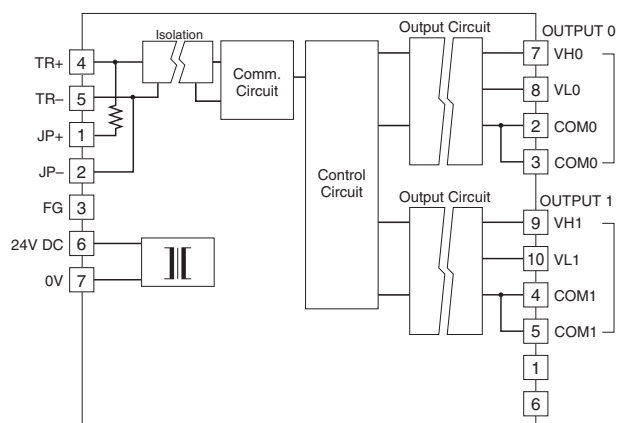 Isolation
Output Circuit
OUTPUT 0
TR+ 4
TR– 5
JP+ 1
JP– 2
FG 3
24V DC 6
0V 7
Comm.
Circuit
Control
Circuit
7 VH0
8 VL0
2 COM0
3 COM0
Output Circuit
OUTPUT 1
9 VH1
10 VL1
4 COM1
5 COM1
1
6